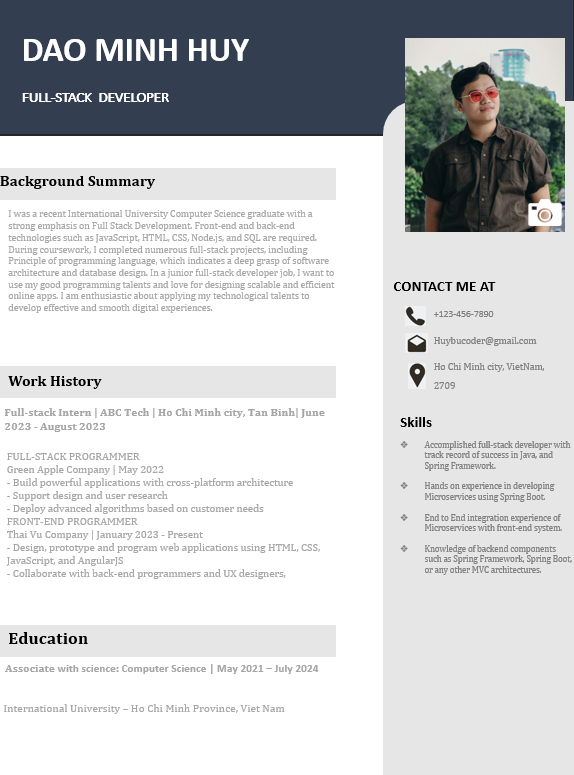 DAO MINH HUY
FULL-STACK DEVELOPER
Background Summary
I was a recent International University Computer Science graduate with a
strong emphasis on Full Stack Development. Front-end and back-end
technologies such as JavaScript, HTML, CSS, Node.js, and SQL are required.
During coursework, I completed numerous full-stack projects, including
Principle of programming language, which indicates a deep grasp of software
architecture and database design. In a junior full-stack developer job, I want to
use my good programming talents and love for designing scalable and efficient
online apps. I am enthusiastic about applying my technological talents to
develop effective and smooth digital experiences.
Work History
Full-stack Intern | ABC Tech | Ho Chi Minh city, Tan Binh| June
2023 - August 2023
FULL-STACK PROGRAMMER
Green Apple Company | May 2022
- Build powerful applications with cross-platform architecture
- Support design and user research
- Deploy advanced algorithms based on customer needs
FRONT-END PROGRAMMER
Thai Vu Company | January 2023 - Present
- Design, prototype and program web applications using HTML, CSS,
JavaScript, and AngularJS
- Collaborate with back-end programmers and UX designers,
Education
Associate with science: Computer Science | May 2021 – July 2024
International University – Ho Chi Minh Province, Viet Nam
CONTACT ME AT
+123-456-7890
Huybucoder@gmail.com
Ho Chi Minh city, VietNam,
2709
Skills
❖ Accomplished full-stack developer with
track record of success in Java, and
Spring Framework.
❖ Hands on experience in developing
Microservices using Spring Boot.
❖ End to End integration experience of
Microservices with front-end system.
❖ Knowledge of backend components
such as Spring Framework, Spring Boot,
or any other MVC architectures.